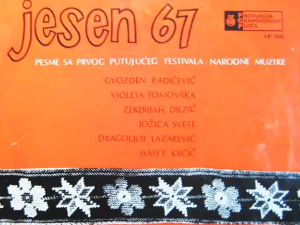 jesen 67
PESME SA PRVOG PUTUJUĆEG FESTIVALA NARODNE MUZIKE
GVOZDEN RADIČEVIĆ
VIOLETA TOMOVSKA
ZEKERIJAH DJEZIĆ
JOŽICA SVETE
DRAGOLJUB LAZAREVIĆ
ISMET KRCIĆ